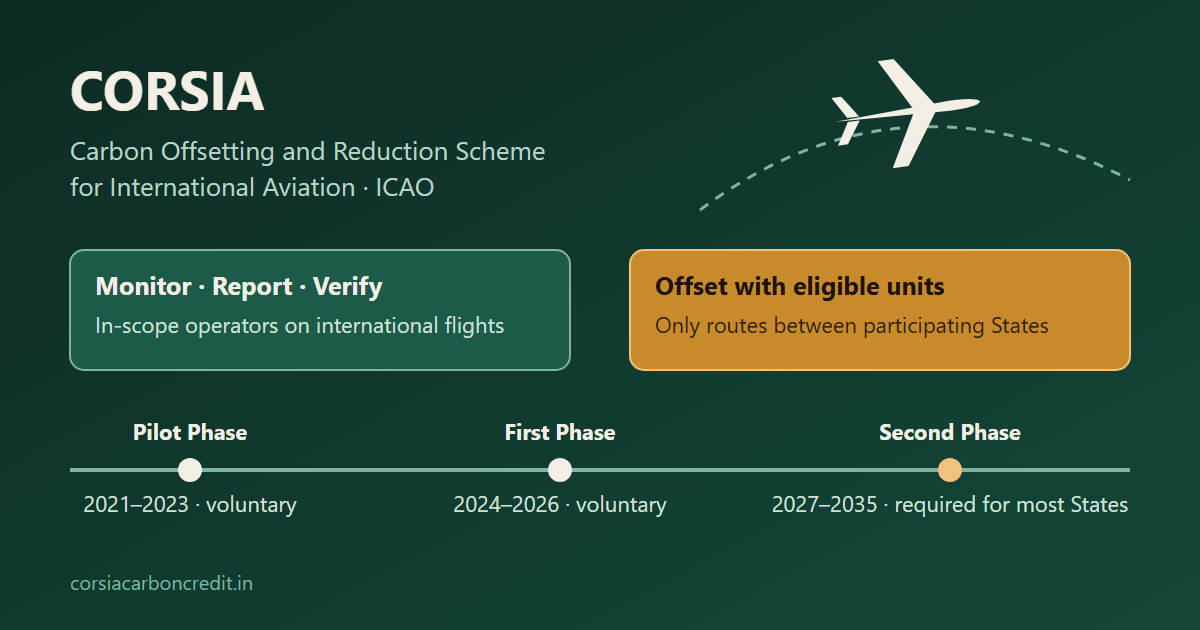 CORSIA
Carbon Offsetting and Reduction Scheme
for International Aviation · ICAO
Monitor · Report · Verify
In-scope operators on international flights
Offset with eligible units
Only routes between participating States
Pilot Phase
2021–2023 · voluntary
First Phase
2024–2026 · voluntary
Second Phase
2027–2035 · required for most States
corsiacarboncredit.in